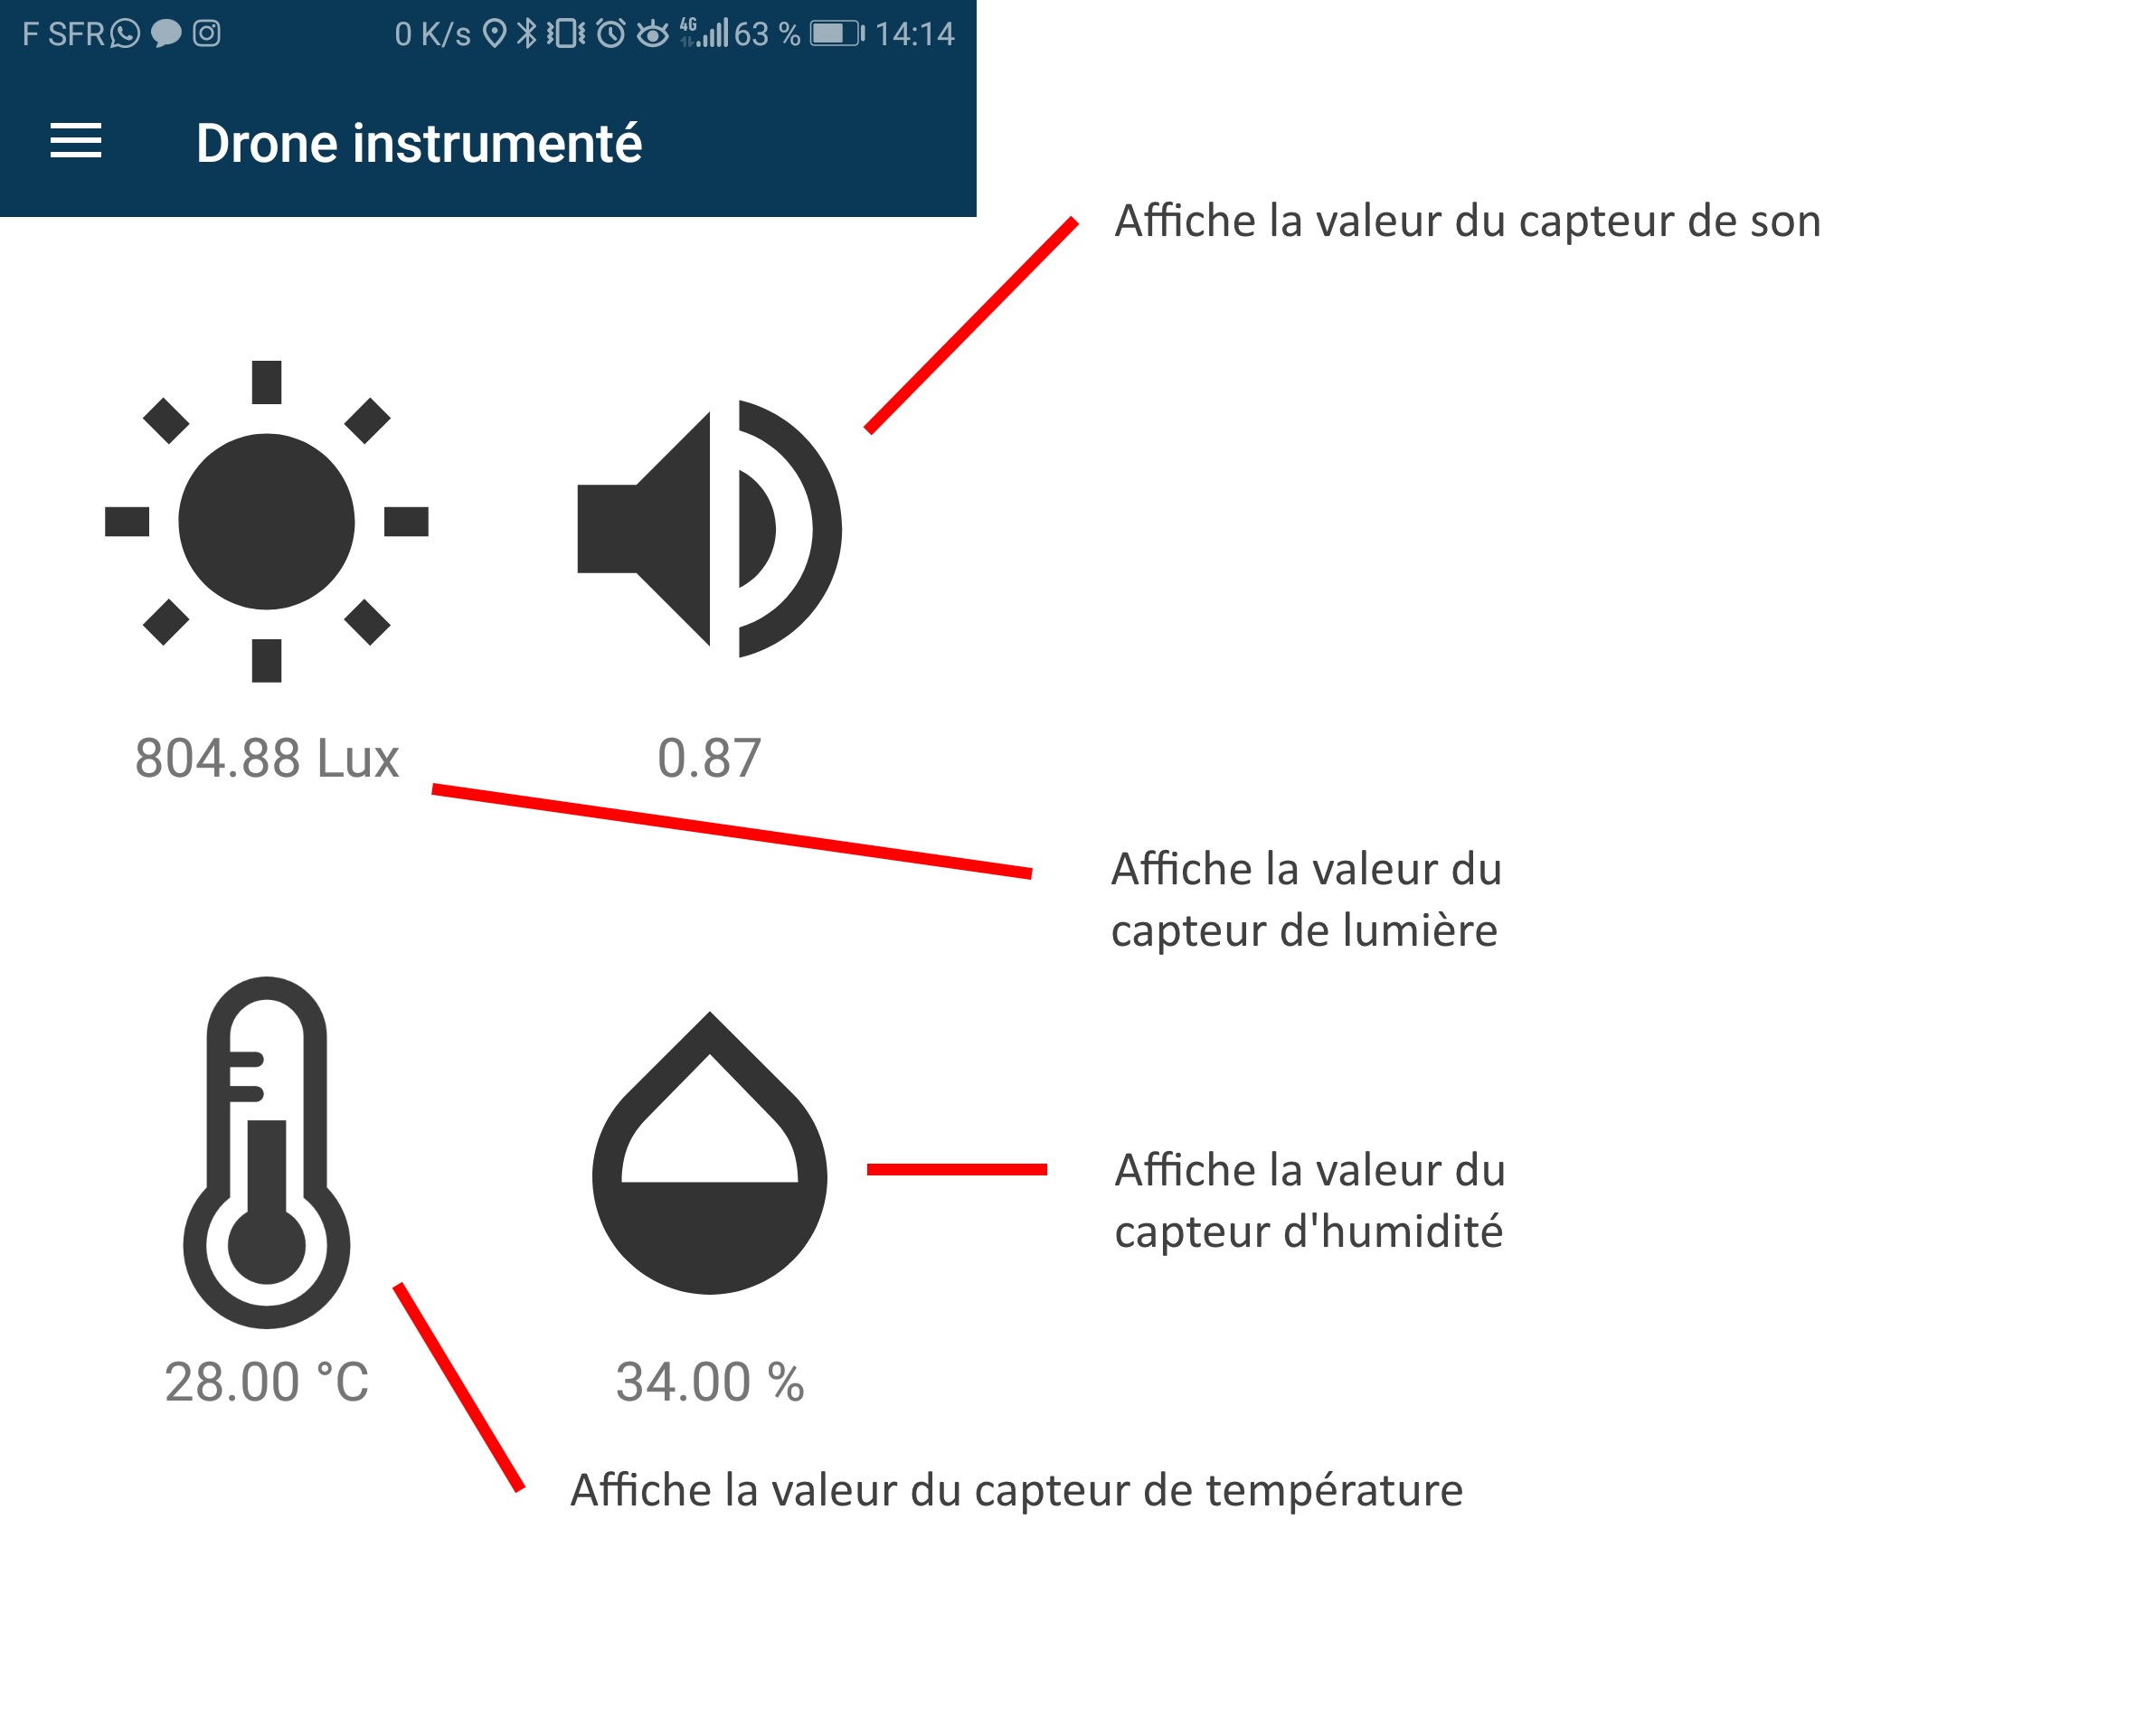 F SFR 0 K/s 4G 63 % 14:14
Drone instrumenté
Affiche la valeur du capteur de son
804.88 Lux 0.87
Affiche la valeur du
capteur de lumière
Affiche la valeur du
capteur d'humidité
28.00 °C 34.00 %
Affiche la valeur du capteur de température